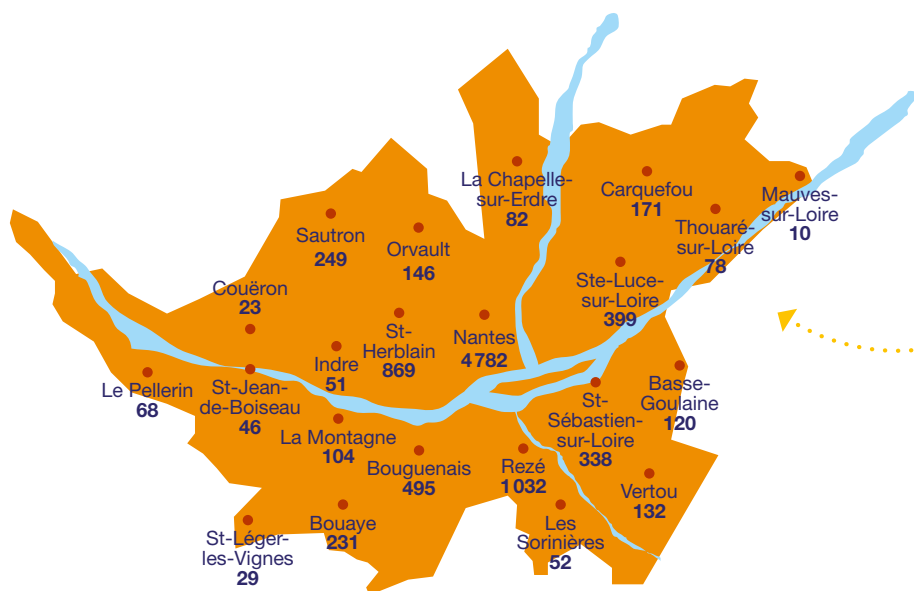 La Chapelle-
sur-Erdre
82
Carquefou
171
Mauves-
sur-Loire
10
Thouaré-
sur-Loire
78
Sautron
249
Orvault
146
Ste-Luce-
sur-Loire
399
Couëron
23
St-
Herblain
869
Nantes
4 782
Indre
51
Le Pellerin
68
St-Jean-
de-Boiseau
46
Basse-
Goulaine
120
St-
Sébastien-
sur-Loire
338
La Montagne
104
Bouguenais
495
Rezé
1 032
Vertou
132
Bouaye
231
Les
Sorinières
52
St-Léger-
les-Vignes
29